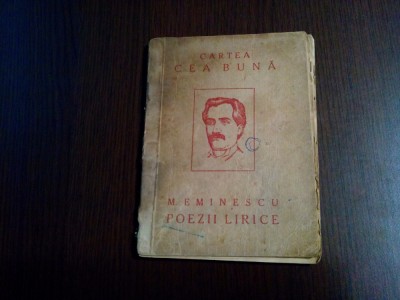 CARTEA
CEA BUNĂ
M. EMINESCU
POEZII LIRICE